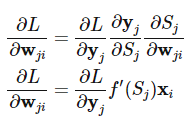 ∂L/∂w_ji = ∂L/∂y_j ∂y_j/∂S_j ∂S_j/∂w_ji
∂L/∂w_ji = ∂L/∂y_j f′(S_j)x_i